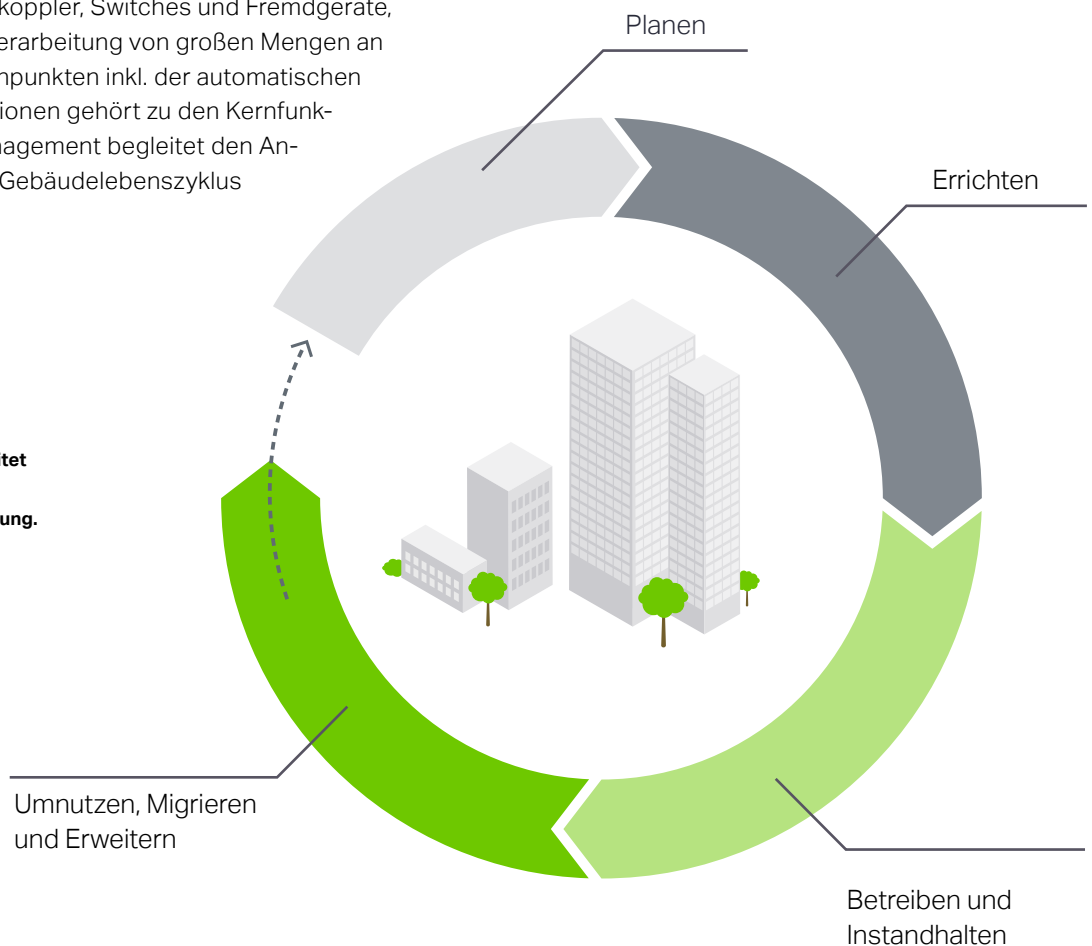 koppler, Switches und Fremdgeräte,
erarbeitung von großen Mengen an
npunkten inkl. der automatischen
ionen gehört zu den Kernfunk-
nagement begleitet den An-
Gebäudelebenszyklus
Planen
Errichten
itet
ung.
Umnutzen, Migrieren
und Erweitern
Betreiben und
Instandhalten